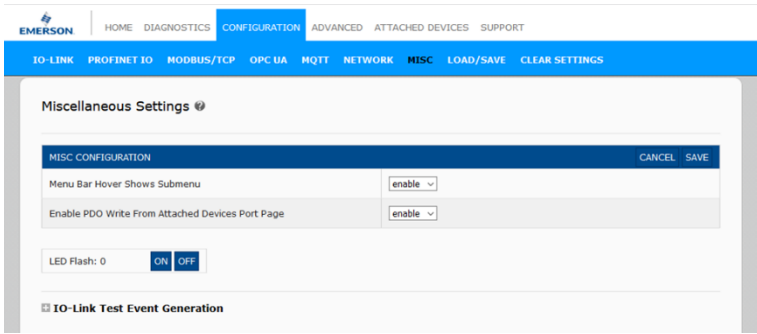 EMERSON HOME DIAGNOSTICS CONFIGURATION ADVANCED ATTACHED DEVICES SUPPORT
IO-LINK PROFINET IO MODBUS/TCP OPC UA MQTT NETWORK MISC LOAD/SAVE CLEAR SETTINGS
Miscellaneous Settings ?
MISC CONFIGURATION CANCEL SAVE
Menu Bar Hover Shows Submenu enable
Enable PDO Write From Attached Devices Port Page enable
LED Flash: 0 ON OFF
IO-Link Test Event Generation